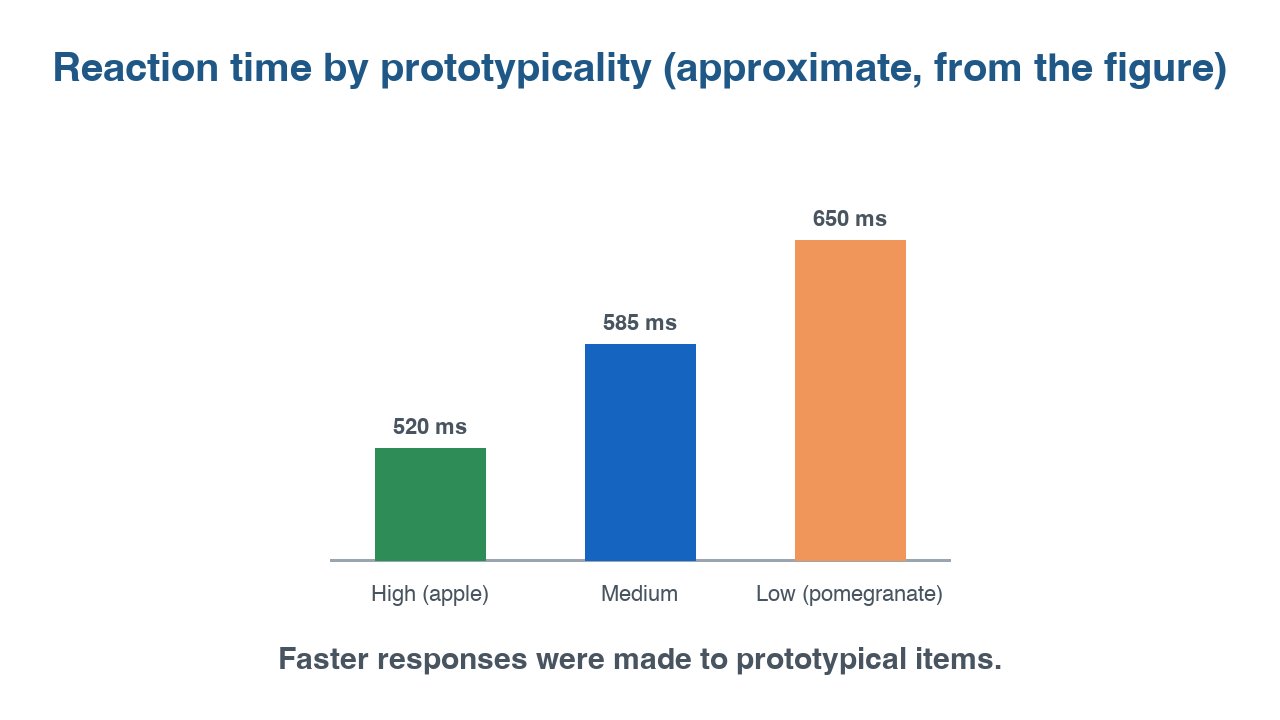 Reaction time by prototypicality (approximate, from the figure)
650 ms
585 ms
520 ms
High (apple)
Medium
Low (pomegranate)
Faster responses were made to prototypical items.